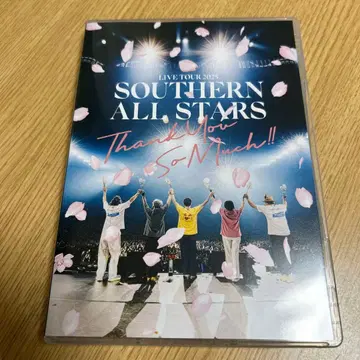 LIVE TOUR 2025
SOUTHERN
ALL STARS
Thank You
So Much!!